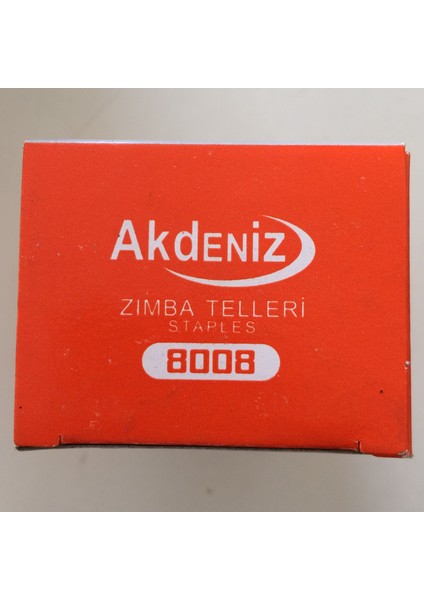 AkdENiZ
ZIMBA TELLERİ
STAPLES
8008